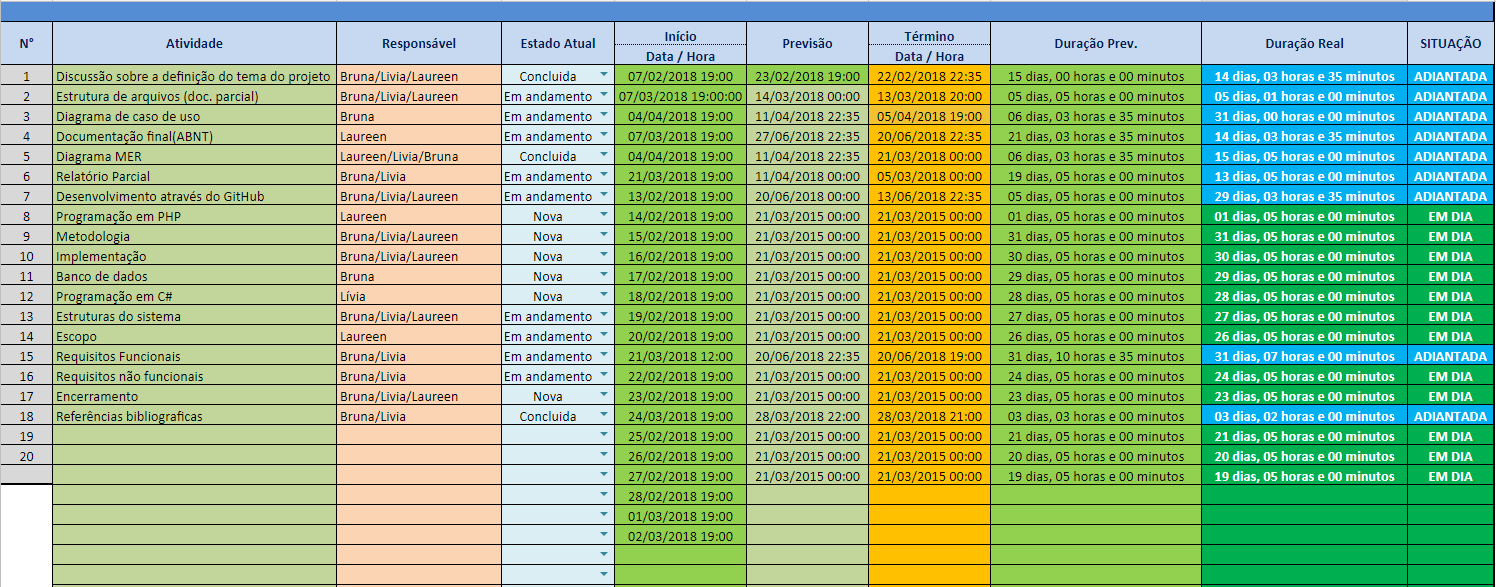 N° Atividade Responsável Estado Atual Início Previsão Término Duração Prev. Duração Real SITUAÇÃO
Data / Hora Data / Hora
1 Discussão sobre a definição do tema do projeto Bruna/Livia/Laureen Concluida 07/02/2018 19:00 23/02/2018 19:00 22/02/2018 22:35 15 dias, 00 horas e 00 minutos 14 dias, 03 horas e 35 minutos ADIANTADA
2 Estrutura de arquivos (doc. parcial) Bruna/Livia/Laureen Em andamento 07/03/2018 19:00:00 14/03/2018 00:00 13/03/2018 20:00 05 dias, 05 horas e 00 minutos 05 dias, 01 horas e 00 minutos ADIANTADA
3 Diagrama de caso de uso Bruna Em andamento 04/04/2018 19:00 11/04/2018 22:35 05/04/2018 19:00 06 dias, 03 horas e 35 minutos 31 dias, 00 horas e 00 minutos ADIANTADA
4 Documentação final(ABNT) Laureen Em andamento 07/03/2018 19:00 27/06/2018 22:35 20/06/2018 22:35 21 dias, 03 horas e 35 minutos 14 dias, 03 horas e 35 minutos ADIANTADA
5 Diagrama MER Laureen/Livia/Bruna Concluida 04/04/2018 19:00 11/04/2018 22:35 21/03/2018 00:00 06 dias, 03 horas e 35 minutos 15 dias, 05 horas e 00 minutos ADIANTADA
6 Relatório Parcial Bruna/Livia Em andamento 21/03/2018 19:00 11/04/2018 00:00 05/03/2018 00:00 19 dias, 05 horas e 00 minutos 13 dias, 05 horas e 00 minutos ADIANTADA
7 Desenvolvimento através do GitHub Bruna/Livia/Laureen Em andamento 13/02/2018 19:00 20/06/2018 00:00 13/06/2018 22:35 05 dias, 05 horas e 00 minutos 29 dias, 03 horas e 35 minutos ADIANTADA
8 Programação em PHP Laureen Nova 14/02/2018 19:00 21/03/2015 00:00 21/03/2015 00:00 01 dias, 05 horas e 00 minutos 01 dias, 05 horas e 00 minutos EM DIA
9 Metodologia Bruna/Livia/Laureen Nova 15/02/2018 19:00 21/03/2015 00:00 21/03/2015 00:00 31 dias, 05 horas e 00 minutos 31 dias, 05 horas e 00 minutos EM DIA
10 Implementação Bruna/Livia/Laureen Nova 16/02/2018 19:00 21/03/2015 00:00 21/03/2015 00:00 30 dias, 05 horas e 00 minutos 30 dias, 05 horas e 00 minutos EM DIA
11 Banco de dados Bruna Nova 17/02/2018 19:00 21/03/2015 00:00 21/03/2015 00:00 29 dias, 05 horas e 00 minutos 29 dias, 05 horas e 00 minutos EM DIA
12 Programação em C# Lívia Nova 18/02/2018 19:00 21/03/2015 00:00 21/03/2015 00:00 28 dias, 05 horas e 00 minutos 28 dias, 05 horas e 00 minutos EM DIA
13 Estruturas do sistema Bruna/Livia/Laureen Em andamento 19/02/2018 19:00 21/03/2015 00:00 21/03/2015 00:00 27 dias, 05 horas e 00 minutos 27 dias, 05 horas e 00 minutos EM DIA
14 Escopo Laureen Em andamento 20/02/2018 19:00 21/03/2015 00:00 21/03/2015 00:00 26 dias, 05 horas e 00 minutos 26 dias, 05 horas e 00 minutos EM DIA
15 Requisitos Funcionais Bruna/Livia Em andamento 21/03/2018 12:00 20/06/2018 22:35 20/06/2018 19:00 31 dias, 10 horas e 35 minutos 31 dias, 07 horas e 00 minutos ADIANTADA
16 Requisitos não funcionais Bruna/Livia Em andamento 22/02/2018 19:00 21/03/2015 00:00 21/03/2015 00:00 24 dias, 05 horas e 00 minutos 24 dias, 05 horas e 00 minutos EM DIA
17 Encerramento Bruna/Livia/Laureen Nova 23/02/2018 19:00 21/03/2015 00:00 21/03/2015 00:00 23 dias, 05 horas e 00 minutos 23 dias, 05 horas e 00 minutos EM DIA
18 Referências bibliograficas Bruna/Livia Concluida 24/03/2018 19:00 28/03/2018 22:00 28/03/2018 21:00 03 dias, 03 horas e 00 minutos 03 dias, 02 horas e 00 minutos ADIANTADA
19 25/02/2018 19:00 21/03/2015 00:00 21/03/2015 00:00 21 dias, 05 horas e 00 minutos 21 dias, 05 horas e 00 minutos EM DIA
20 26/02/2018 19:00 21/03/2015 00:00 21/03/2015 00:00 20 dias, 05 horas e 00 minutos 20 dias, 05 horas e 00 minutos EM DIA
27/02/2018 19:00 21/03/2015 00:00 21/03/2015 00:00 19 dias, 05 horas e 00 minutos 19 dias, 05 horas e 00 minutos EM DIA
28/02/2018 19:00
01/03/2018 19:00
02/03/2018 19:00